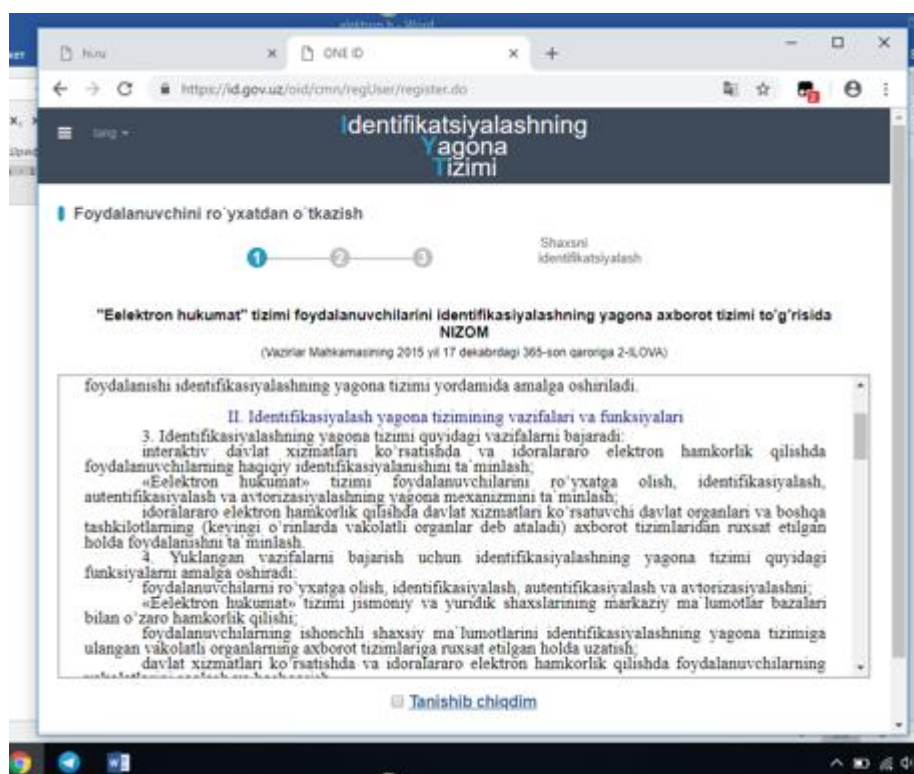 elektron h - Word
hi.ru
ONE ID
https://id.gov.uz/oid/cmn/regUser/register.do
lang
Identifikatsiyalashning
Yagona
Tizimi
Foydalanuvchini ro`yxatdan o`tkazish
1
2
3
Shaxsni
identifikatsiyalash
"Eelektron hukumat" tizimi foydalanuvchilarini identifikasiyalashning yagona axborot tizimi to'g'risida
NIZOM
(Vazirlar Mahkamasining 2015 yil 17 dekabrdagi 365-son qaroriga 2-ILOVA)
foydalanishi identifikasiyalashning yagona tizimi yordamida amalga oshiriladi.
II. Identifikasiyalash yagona tizimining vazifalari va funksiyalari
3. Identifikasiyalashning yagona tizimi quyidagi vazifalarni bajaradi:
interaktiv davlat xizmatlari ko`rsatishda va idoralararo elektron hamkorlik qilishda
foydalanuvchilarning haqiqiy identifikasiyalanishini ta`minlash;
«Eelektron hukumat» tizimi foydalanuvchilarini ro`yxatga olish, identifikasiyalash,
autentifikasiyalash va avtorizasiyalashning yagona mexanizmini ta`minlash;
idoralararo elektron hamkorlik qilishda davlat xizmatlari ko`rsatuvchi davlat organlari va boshqa
tashkilotlarning (keyingi o`rinlarda vakolatli organlar deb ataladi) axborot tizimlaridan ruxsat etilgan
holda foydalanishni ta`minlash.
4. Yuklangan vazifalarni bajarish uchun identifikasiyalashning yagona tizimi quyidagi
funksiyalarni amalga oshiradi:
foydalanuvchilarni ro`yxatga olish, identifikasiyalash, autentifikasiyalash va avtorizasiyalashni;
«Eelektron hukumat» tizimi jismoniy va yuridik shaxslarining markaziy ma`lumotlar bazalari
bilan o`zaro hamkorlik qilishi;
foydalanuvchilarning ishonchli shaxsiy ma`lumotlarini identifikasiyalashning yagona tizimiga
ulangan vakolatli organlarning axborot tizimlariga ruxsat etilgan holda uzatish;
davlat xizmatlari ko`rsatishda va idoralararo elektron hamkorlik qilishda foydalanuvchilarning
Tanishib chiqdim